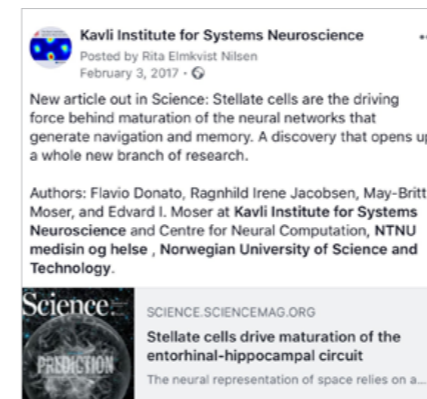 Kavli Institute for Systems Neuroscience
Posted by Rita Elmkvist Nilsen
February 3, 2017 ·
New article out in Science: Stellate cells are the driving
force behind maturation of the neural networks that
generate navigation and memory. A discovery that opens up
a whole new branch of research.
Authors: Flavio Donato, Ragnhild Irene Jacobsen, May-Britt
Moser, and Edvard I. Moser at Kavli Institute for Systems
Neuroscience and Centre for Neural Computation, NTNU
medisin og helse , Norwegian University of Science and
Technology.
Science
PREDICTION
SCIENCE.SCIENCEMAG.ORG
Stellate cells drive maturation of the
entorhinal-hippocampal circuit
The neural representation of space relies on a...